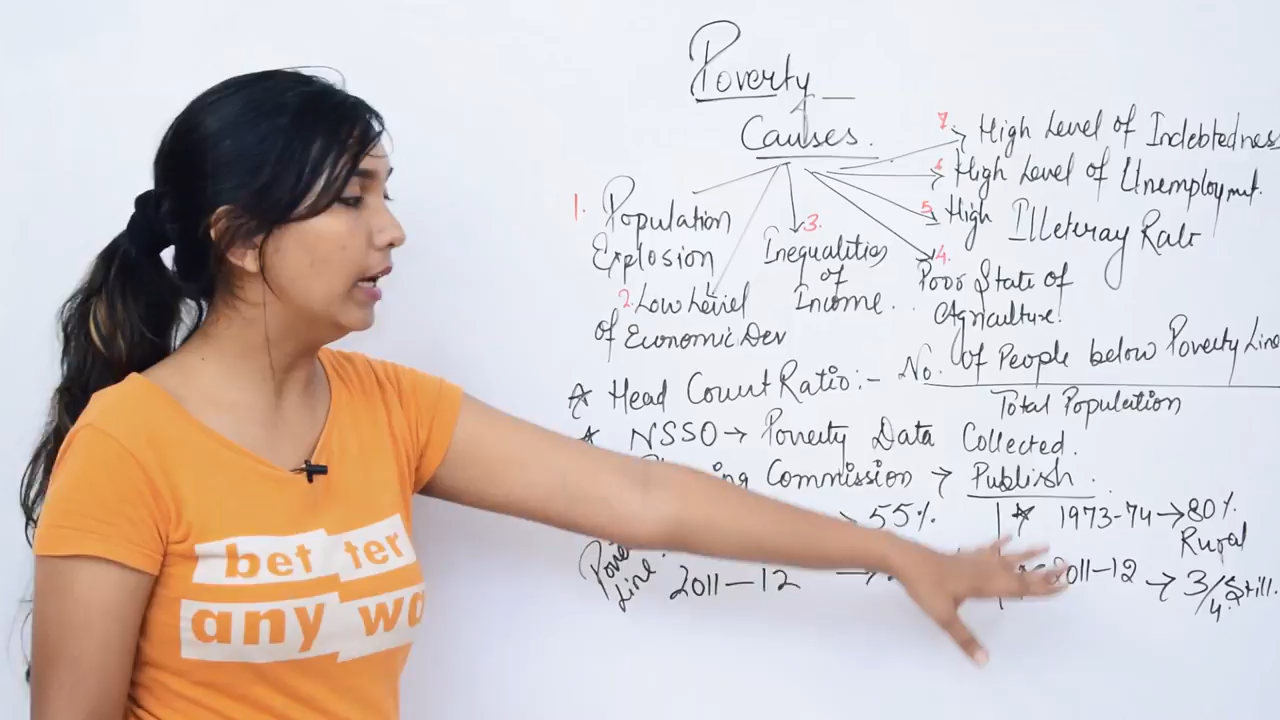 Poverty
Causes.
7. High Level of Indebtedness
6 High Level of Unemploymnt.
5 High Illeteray Rate
4. Poor State of
Agriculture.
1. Population
Explosion
2. Low Level
of Economic Dev
3. Inequalities
of
Income.
Head Count Ratio:- No. of People below Poverty Line
Total Population
NSSO → Poverty Data Collected.
Commission → Publish.
55%.
Line 2011-12 →
1973-74 → 80%.
Rural
2011-12 → 3/4 Still.
bet ter
any wa